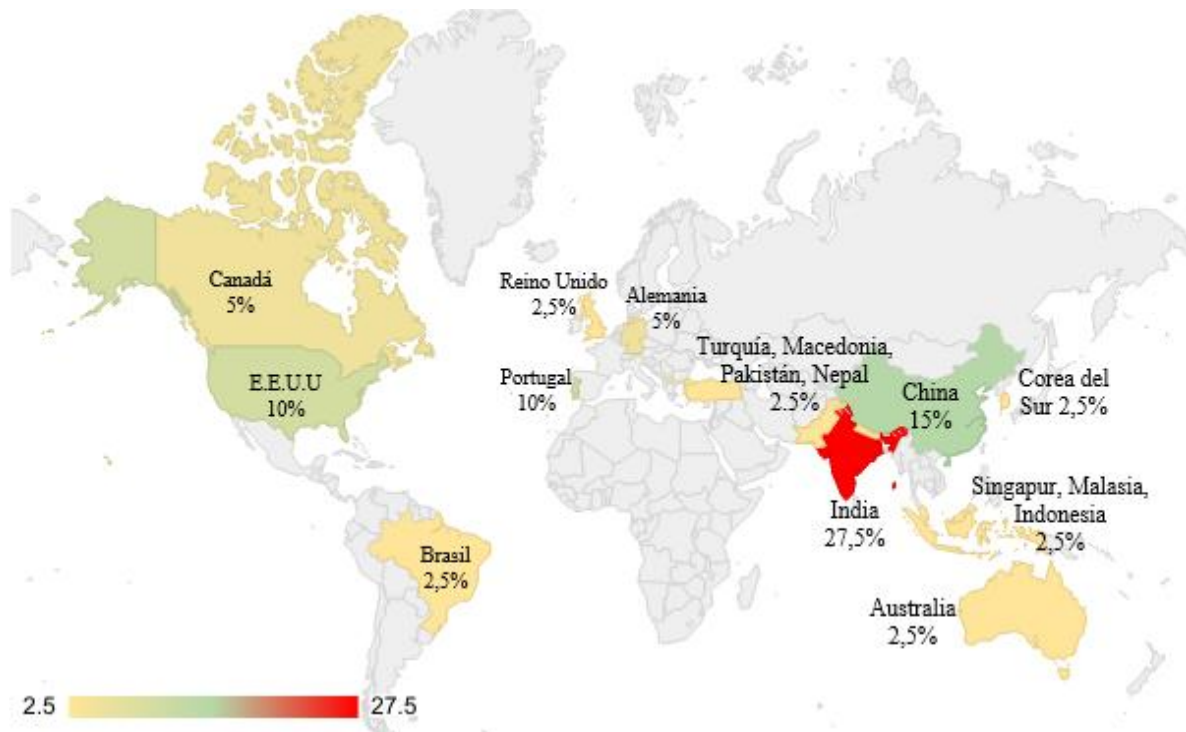 Canadá
5%
E.E.U.U
10%
Brasil
2,5%
Reino Unido
2,5%
Alemania
5%
Portugal
10%
Turquía, Macedonia,
Pakistán, Nepal
2.5%
China
15%
Corea del
Sur 2,5%
India
27,5%
Singapur, Malasia,
Indonesia
2,5%
Australia
2,5%
2.5
27.5